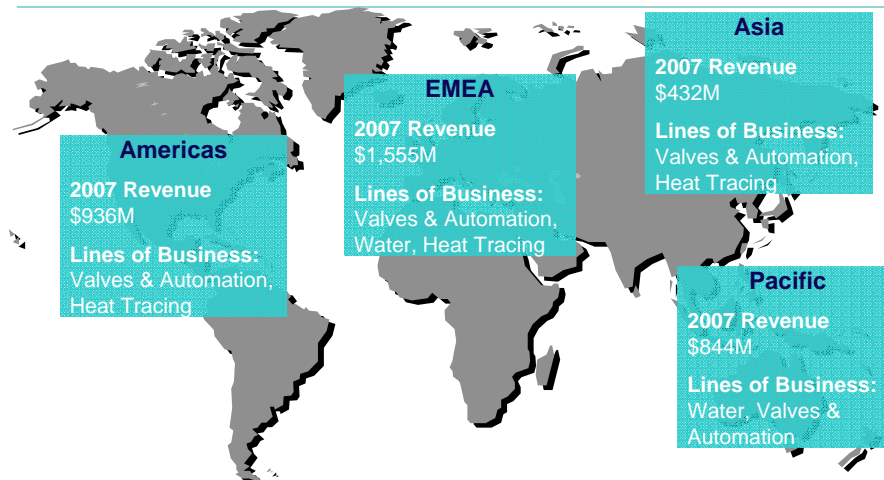 Asia
2007 Revenue
$432M
Lines of Business:
Valves & Automation,
Heat Tracing
EMEA
2007 Revenue
$1,555M
Lines of Business:
Valves & Automation,
Water, Heat Tracing
Americas
2007 Revenue
$936M
Lines of Business:
Valves & Automation,
Heat Tracing
Pacific
2007 Revenue
$844M
Lines of Business:
Water, Valves &
Automation